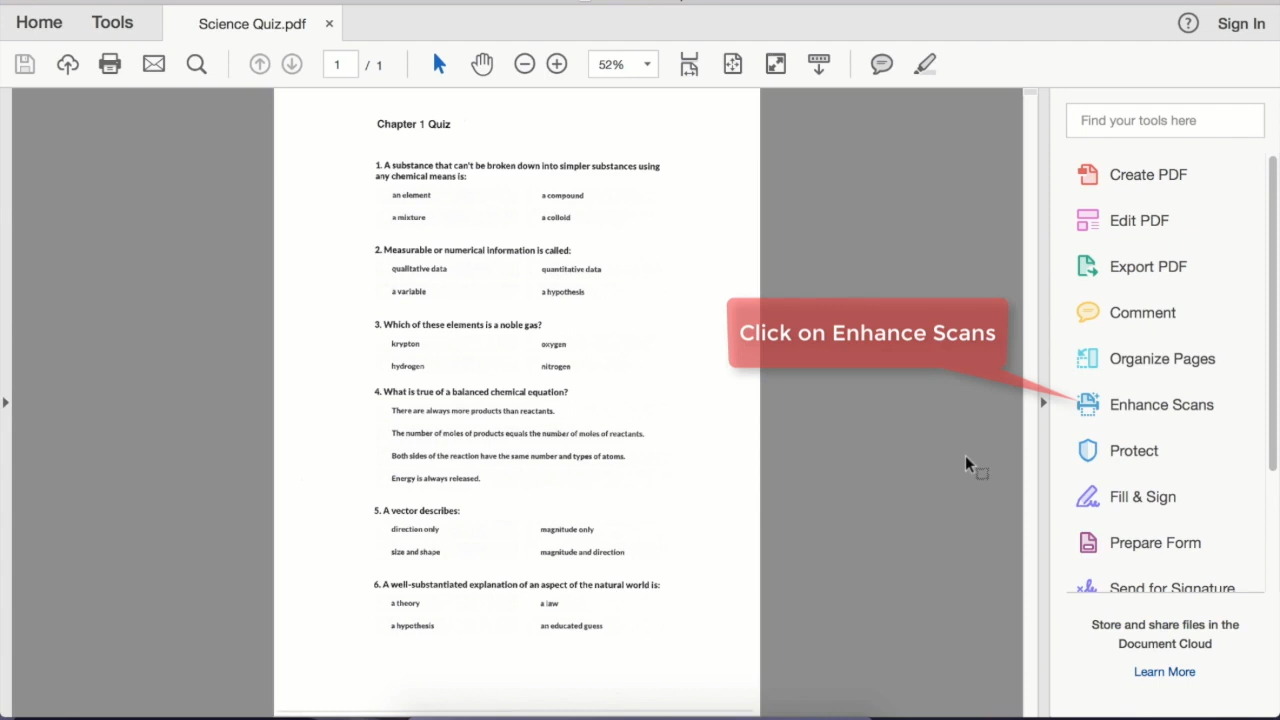 Home Tools Science Quiz.pdf × ? Sign In
1 / 1 52%
Chapter 1 Quiz
1. A substance that can't be broken down into simpler substances using
any chemical means is:
an element a compound
a mixture a colloid
2. Measurable or numerical information is called:
qualitative data quantitative data
a variable a hypothesis
3. Which of these elements is a noble gas?
krypton oxygen
hydrogen nitrogen
4. What is true of a balanced chemical equation?
There are always more products than reactants.
The number of moles of products equals the number of moles of reactants.
Both sides of the reaction have the same number and types of atoms.
Energy is always released.
5. A vector describes:
direction only magnitude only
size and shape magnitude and direction
6. A well-substantiated explanation of an aspect of the natural world is:
a theory a law
a hypothesis an educated guess
Click on Enhance Scans
Find your tools here
Create PDF
Edit PDF
Export PDF
Comment
Organize Pages
Enhance Scans
Protect
Fill & Sign
Prepare Form
Send for Signature
Store and share files in the
Document Cloud
Learn More